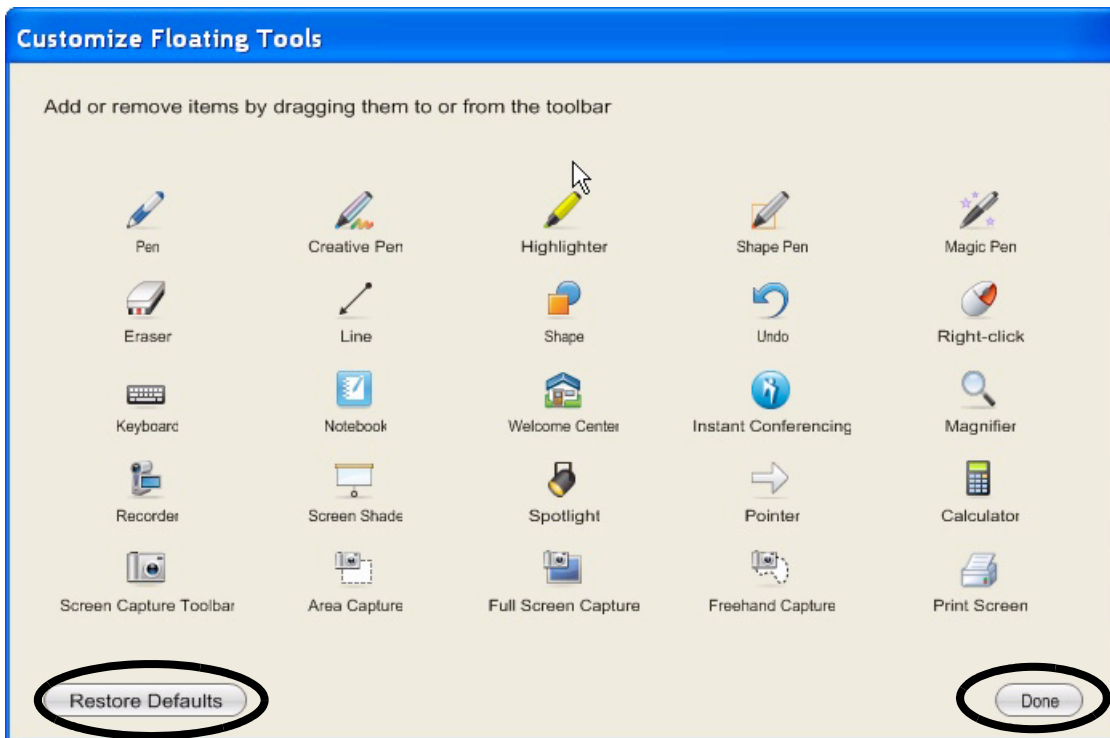 Customize Floating Tools
Add or remove items by dragging them to or from the toolbar
Pen Creative Pen Highlighter Shape Pen Magic Pen
Eraser Line Shape Undo Right-click
Keyboard Notebook Welcome Center Instant Conferencing Magnifier
Recorder Screen Shade Spotlight Pointer Calculator
Screen Capture Toolbar Area Capture Full Screen Capture Freehand Capture Print Screen
Restore Defaults Done